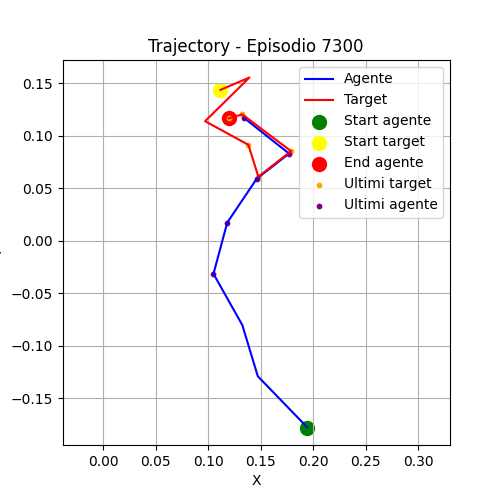 Trajectory - Episodio 7300
Agente
Target
Start agente
Start target
End agente
Ultimi target
Ultimi agente
0.15
0.10
0.05
0.00
−0.05
−0.10
−0.15
0.00 0.05 0.10 0.15 0.20 0.25 0.30
X